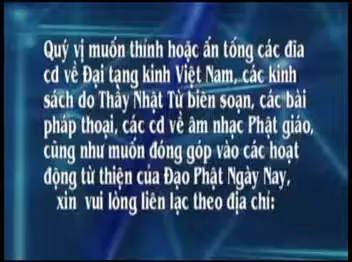 Quý vị muốn thỉnh hoặc ấn tống các đĩa
cd về Đại tạng kinh Việt Nam, các kinh
sách do Thầy Nhật Từ biên soạn, các bài
pháp thoại, các cd về âm nhạc Phật giáo,
cũng như muốn đóng góp vào các hoạt
động từ thiện của Đạo Phật Ngày Nay,
xin vui lòng liên lạc theo địa chỉ: